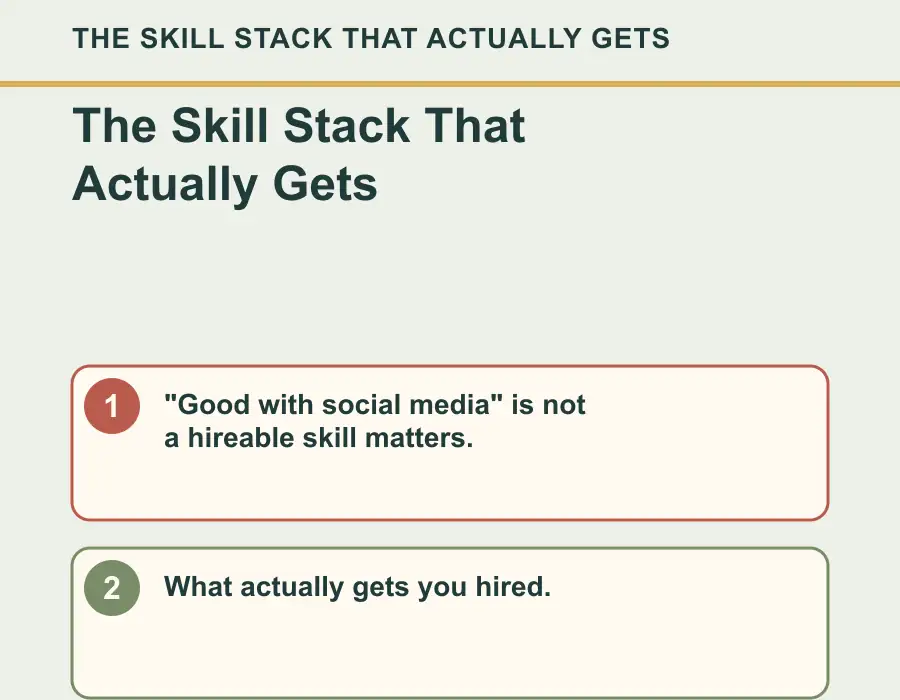 THE SKILL STACK THAT ACTUALLY GETS
The Skill Stack That
Actually Gets
1
"Good with social media" is not
a hireable skill matters.
2
What actually gets you hired.